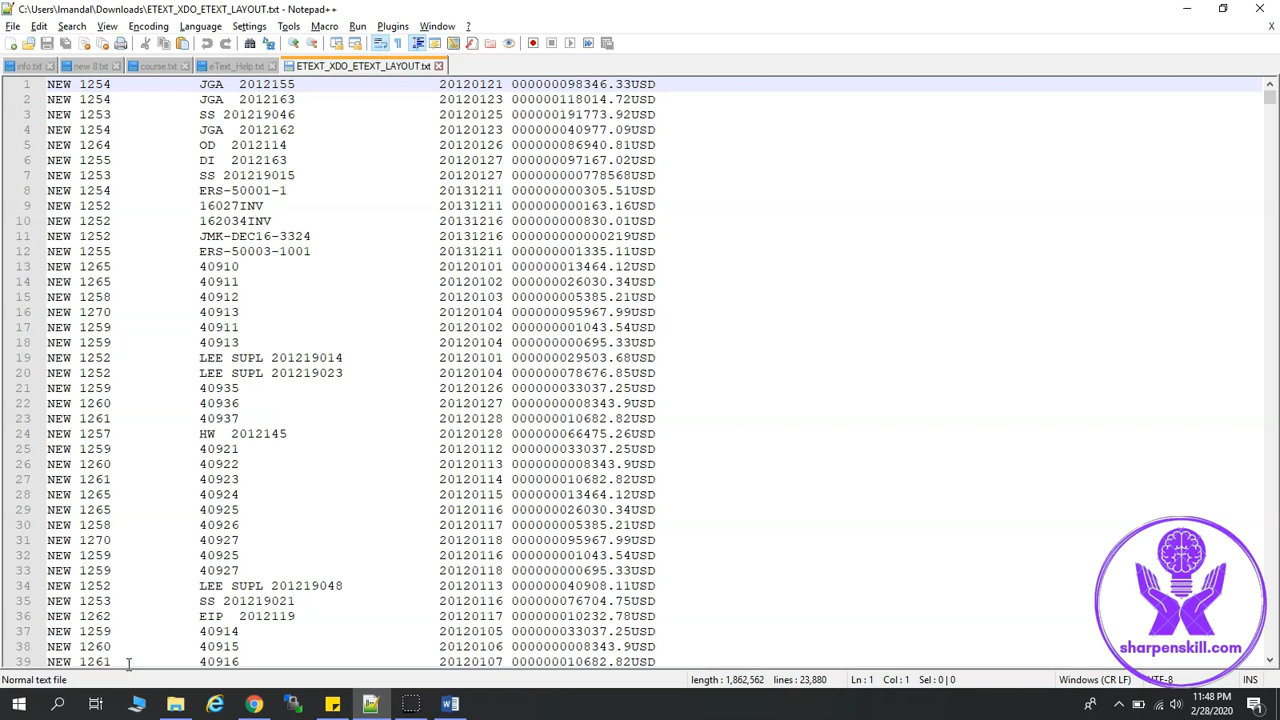 C:\Users\Imandal\Downloads\ETEXT_XDO_ETEXT_LAYOUT.txt - Notepad++
File Edit Search View Encoding Language Settings Tools Macro Run Plugins Window ? X
info.txt new 8.txt course.txt eText_Help.txt ETEXT_XDO_ETEXT_LAYOUT.txt
1 NEW 1254 JGA 2012155 20120121 000000098346.33USD
2 NEW 1254 JGA 2012163 20120123 000000118014.72USD
3 NEW 1253 SS 201219046 20120125 000000191773.92USD
4 NEW 1254 JGA 2012162 20120123 000000040977.09USD
5 NEW 1264 OD 2012114 20120126 000000086940.81USD
6 NEW 1255 DI 2012163 20120127 000000097167.02USD
7 NEW 1253 SS 201219015 20120127 000000000778568USD
8 NEW 1254 ERS-50001-1 20131211 000000000305.51USD
9 NEW 1252 16027INV 20131216 000000000163.16USD
10 NEW 1252 162034INV 20131216 000000000830.01USD
11 NEW 1252 JMK-DEC16-3324 20131216 000000000000219USD
12 NEW 1255 ERS-50003-1001 20131211 000000001335.11USD
13 NEW 1265 40910 20120101 000000013464.12USD
14 NEW 1265 40911 20120102 000000026030.34USD
15 NEW 1258 40912 20120103 000000005385.21USD
16 NEW 1270 40913 20120104 000000095967.99USD
17 NEW 1259 40911 20120102 000000001043.54USD
18 NEW 1259 40913 20120104 000000000695.33USD
19 NEW 1252 LEE SUPL 201219014 20120101 000000029503.68USD
20 NEW 1252 LEE SUPL 201219023 20120104 000000078676.85USD
21 NEW 1259 40935 20120126 000000033037.25USD
22 NEW 1260 40936 20120127 0000000008343.9USD
23 NEW 1261 40937 20120128 000000010682.82USD
24 NEW 1257 HW 2012145 20120128 000000066475.26USD
25 NEW 1259 40921 20120112 000000033037.25USD
26 NEW 1260 40922 20120113 0000000008343.9USD
27 NEW 1261 40923 20120114 000000010682.82USD
28 NEW 1265 40924 20120115 000000013464.12USD
29 NEW 1265 40925 20120116 000000026030.34USD
30 NEW 1258 40926 20120117 000000005385.21USD
31 NEW 1270 40927 20120118 000000095967.99USD
32 NEW 1259 40925 20120116 000000001043.54USD
33 NEW 1259 40927 20120118 000000000695.33USD
34 NEW 1252 LEE SUPL 201219048 20120113 000000040908.11USD
35 NEW 1253 SS 201219021 20120116 000000076704.75USD
36 NEW 1262 EIP 2012119 20120117 000000010232.78USD
37 NEW 1259 40914 20120105 000000033037.25USD
38 NEW 1260 40915 20120106 0000000008343.9USD
39 NEW 1261 40916 20120107 000000010682.82USD
sharpenskill.com
Normal text file length : 1,862,562 lines : 23,880 Ln : 1 Col : 1 Sel : 0 | 0 Windows (CR LF) UTF-8 INS
11:48 PM
2/28/2020